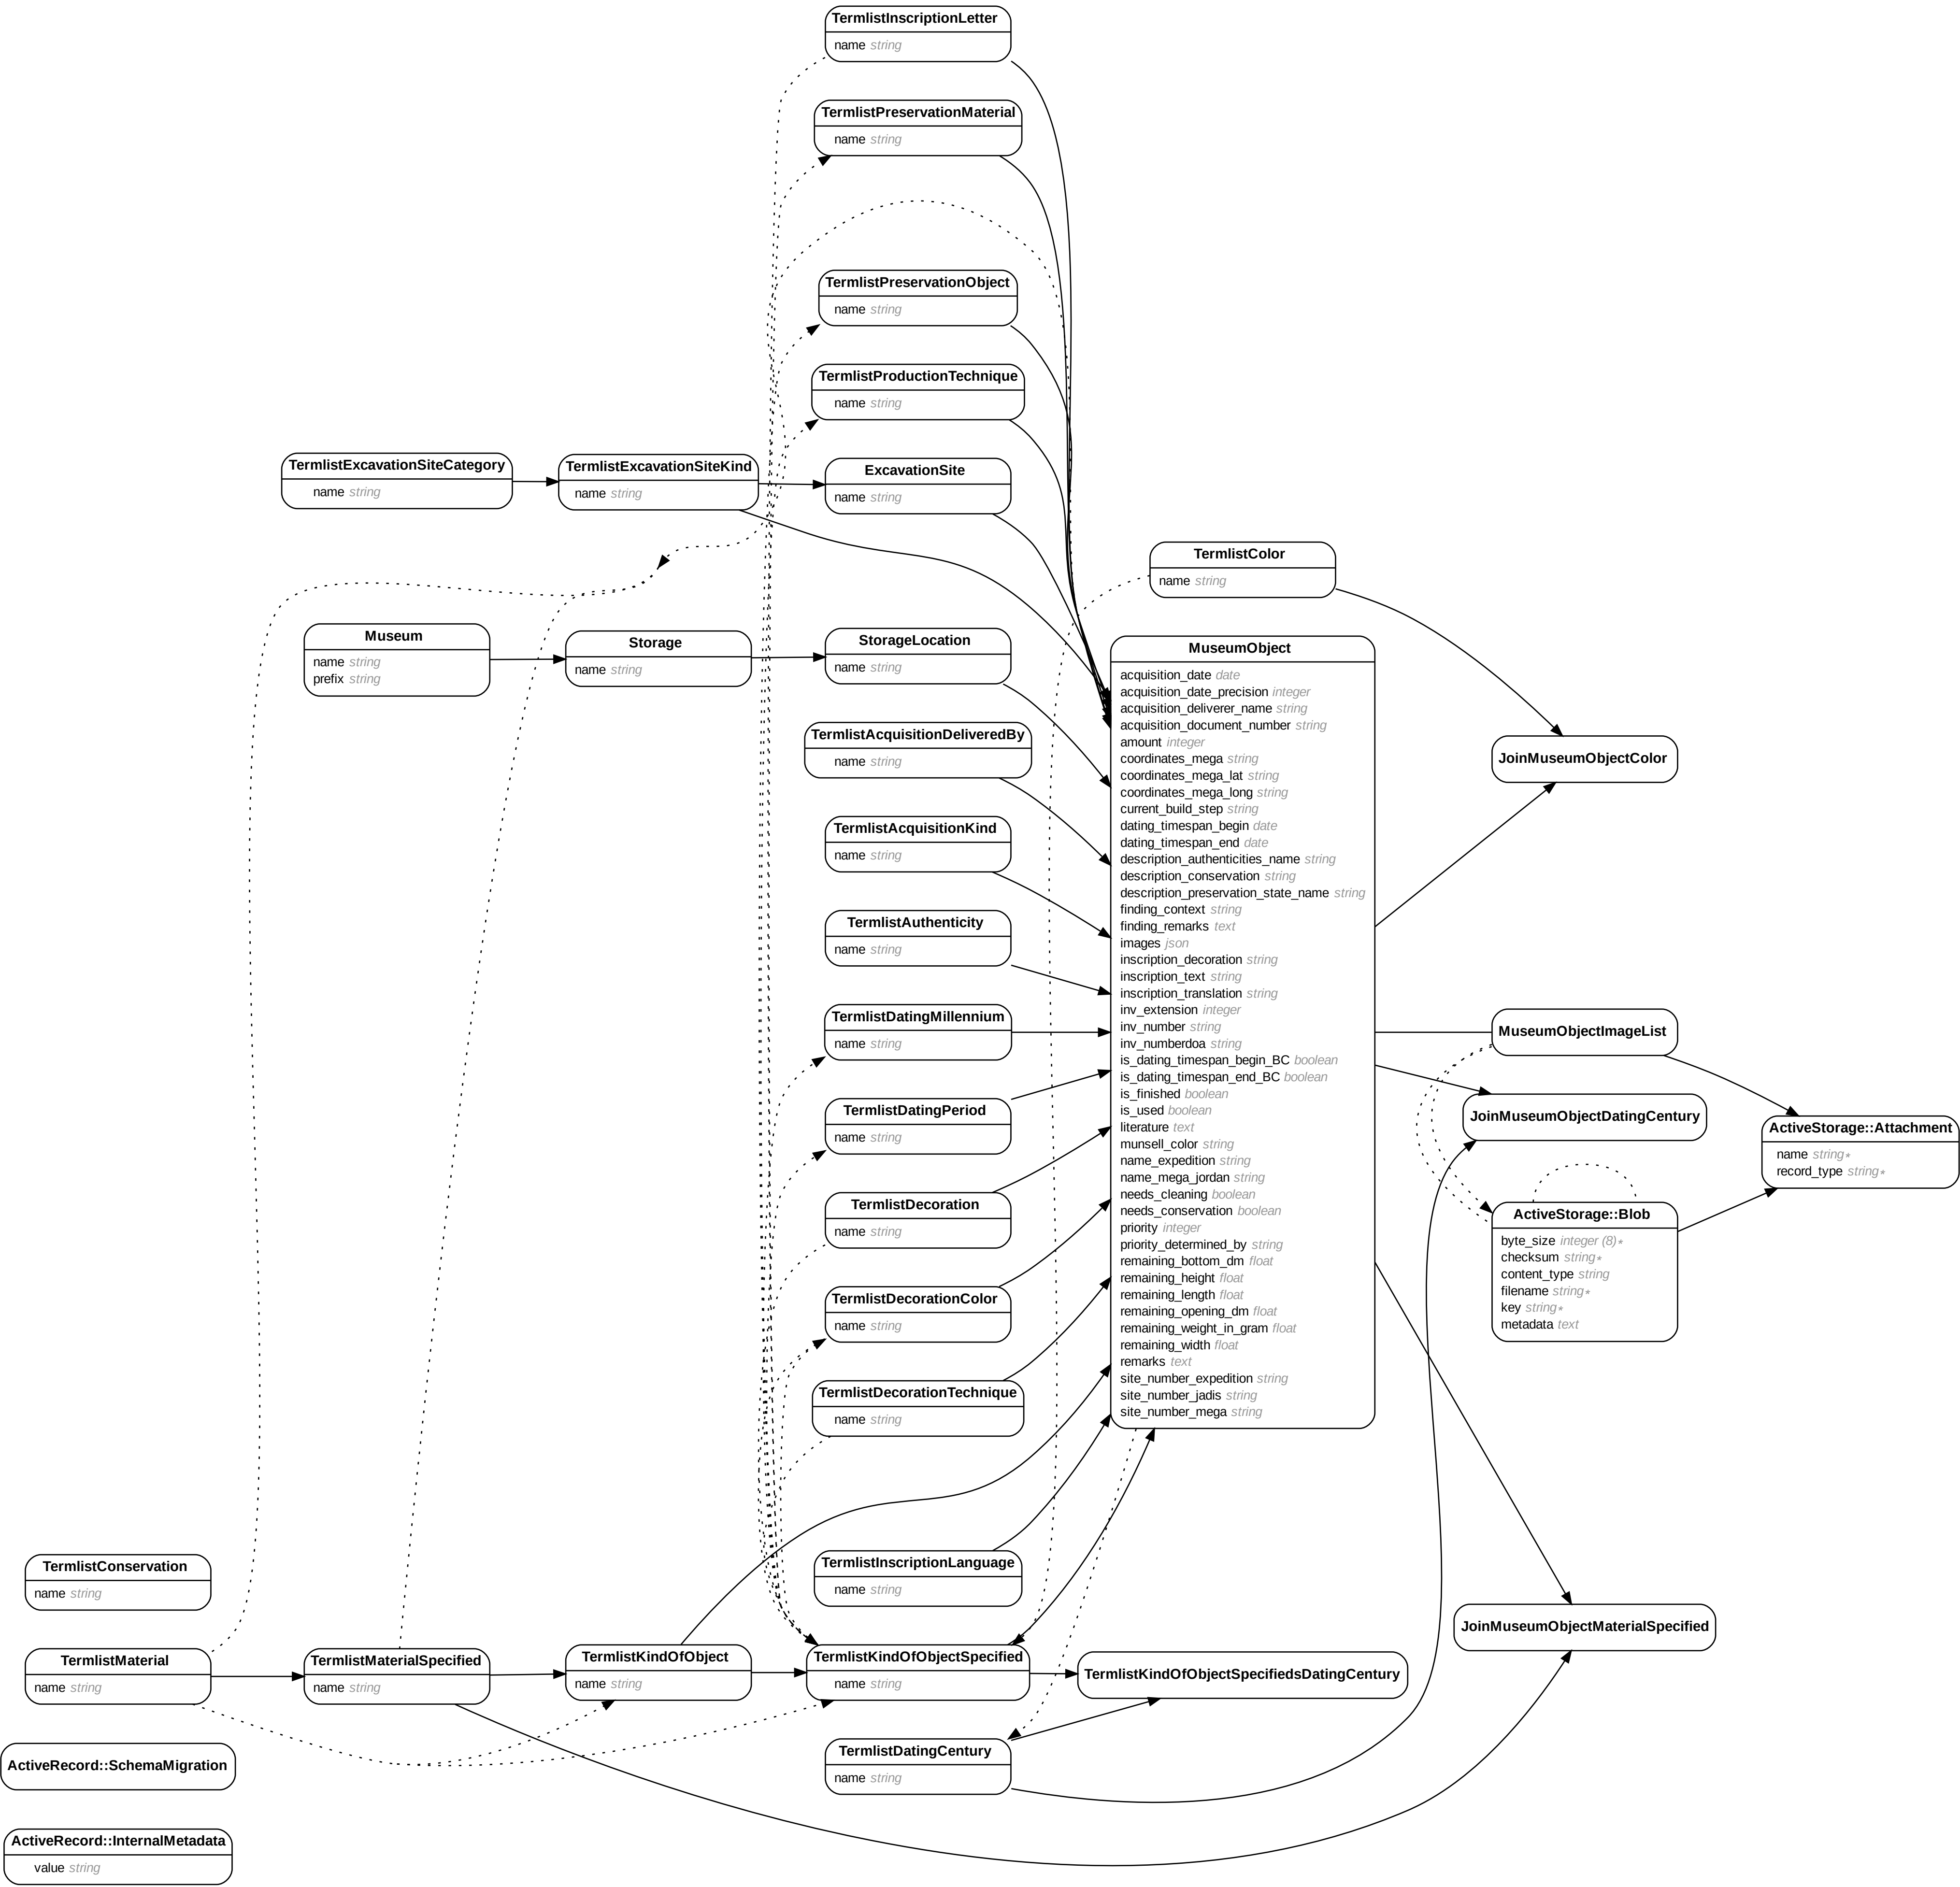 TermlistInscriptionLetter
name string
TermlistPreservationMaterial
name string
TermlistPreservationObject
name string
TermlistProductionTechnique
name string
TermlistExcavationSiteCategory
name string
TermlistExcavationSiteKind
name string
ExcavationSite
name string
TermlistColor
name string
Museum
name string
prefix string
Storage
name string
StorageLocation
name string
TermlistAcquisitionDeliveredBy
name string
TermlistAcquisitionKind
name string
TermlistAuthenticity
name string
TermlistDatingMillennium
name string
TermlistDatingPeriod
name string
TermlistDecoration
name string
TermlistDecorationColor
name string
TermlistDecorationTechnique
name string
TermlistInscriptionLanguage
name string
MuseumObject
acquisition_date date
acquisition_date_precision integer
acquisition_deliverer_name string
acquisition_document_number string
amount integer
coordinates_mega string
coordinates_mega_lat string
coordinates_mega_long string
current_build_step string
dating_timespan_begin date
dating_timespan_end date
description_authenticities_name string
description_conservation string
description_preservation_state_name string
finding_context string
finding_remarks text
images json
inscription_decoration string
inscription_text string
inscription_translation string
inv_extension integer
inv_number string
inv_numberdoa string
is_dating_timespan_begin_BC boolean
is_dating_timespan_end_BC boolean
is_finished boolean
is_used boolean
literature text
munsell_color string
name_expedition string
name_mega_jordan string
needs_cleaning boolean
needs_conservation boolean
priority integer
priority_determined_by string
remaining_bottom_dm float
remaining_height float
remaining_length float
remaining_opening_dm float
remaining_weight_in_gram float
remaining_width float
remarks text
site_number_expedition string
site_number_jadis string
site_number_mega string
JoinMuseumObjectColor
MuseumObjectImageList
JoinMuseumObjectDatingCentury
ActiveStorage::Attachment
name string∗
record_type string∗
ActiveStorage::Blob
byte_size integer (8)∗
checksum string∗
content_type string
filename string∗
key string∗
metadata text
JoinMuseumObjectMaterialSpecified
TermlistConservation
name string
TermlistMaterial
name string
TermlistMaterialSpecified
name string
TermlistKindOfObject
name string
TermlistKindOfObjectSpecified
name string
TermlistKindOfObjectSpecifiedsDatingCentury
TermlistDatingCentury
name string
ActiveRecord::SchemaMigration
ActiveRecord::InternalMetadata
value string